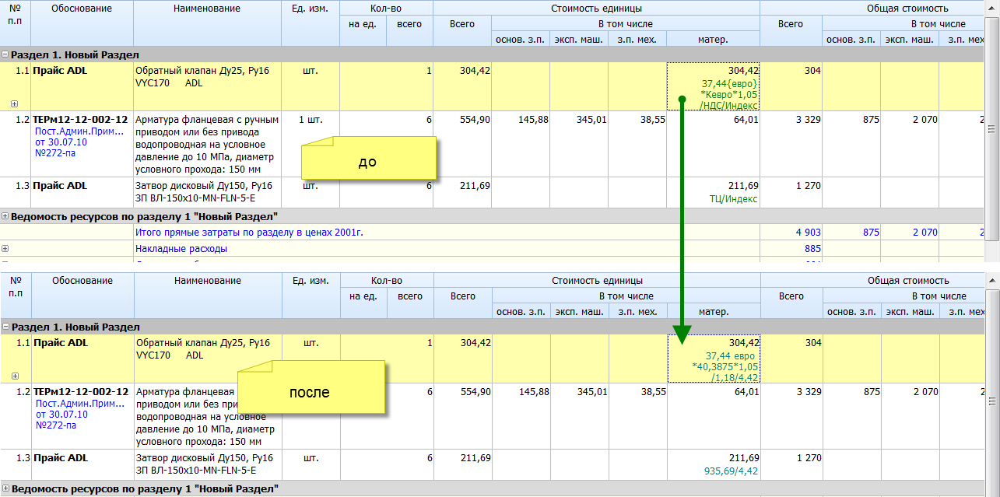 № п.п Обоснование Наименование Ед. изм. Кол-во Стоимость единицы Общая стоимость
на ед. всего Всего В том числе Всего В том числе
основ. з.п. эксп. маш. з.п. мех. матер. основ. з.п. эксп. маш. з.п. мех
Раздел 1. Новый Раздел
1.1 Прайс ADL Обратный клапан Ду25, Ру16 шт. 1 304,42 304,42 304
VYC170 ADL 37,44{евро}
*Kевро*1,05
/НДС/Индекс
1.2 ТЕРм12-12-002-12 Арматура фланцевая с ручным 1 шт. 6 554,90 145,88 345,01 38,55 64,01 3 329 875 2 070 2
Пост.Админ.Прим... приводом или без привода
от 30.07.10 водопроводная на условное
№272-па давление до 10 МПа, диаметр
условного прохода: 150 мм
до
1.3 Прайс ADL Затвор дисковый Ду150, Ру16 шт. 6 211,69 211,69 1 270
ЗП ВЛ-150х10-MN-FLN-5-E ТЦ/Индекс
Ведомость ресурсов по разделу 1 "Новый Раздел"
Итого прямые затраты по разделу в ценах 2001г. 4 903 875 2 070 2
Накладные расходы 885
№ п.п Обоснование Наименование Ед. изм. Кол-во Стоимость единицы Общая стоимость
на ед. всего Всего В том числе Всего В том числе
основ. з.п. эксп. маш. з.п. мех. матер. основ. з.п. эксп. маш. з.п. мех
Раздел 1. Новый Раздел
1.1 Прайс ADL Обратный клапан Ду25, Ру16 шт. 1 304,42 304,42 304
VYC170 ADL 37,44 евро
*40,3875*1,05
/1,18/4,42
после
1.2 ТЕРм12-12-002-12 Арматура фланцевая 6 554,90 145,88 345,01 38,55 64,01 3 329 875 2 070 2
Пост.Админ.Прим... приводом или без при
от 30.07.10 водопроводная на условное
№272-па давление до 10 МПа, диаметр
условного прохода: 150 мм
1.3 Прайс ADL Затвор дисковый Ду150, Ру16 шт. 6 211,69 211,69 1 270
ЗП ВЛ-150х10-MN-FLN-5-E 935,69/4,42
Ведомость ресурсов по разделу 1 "Новый Раздел"